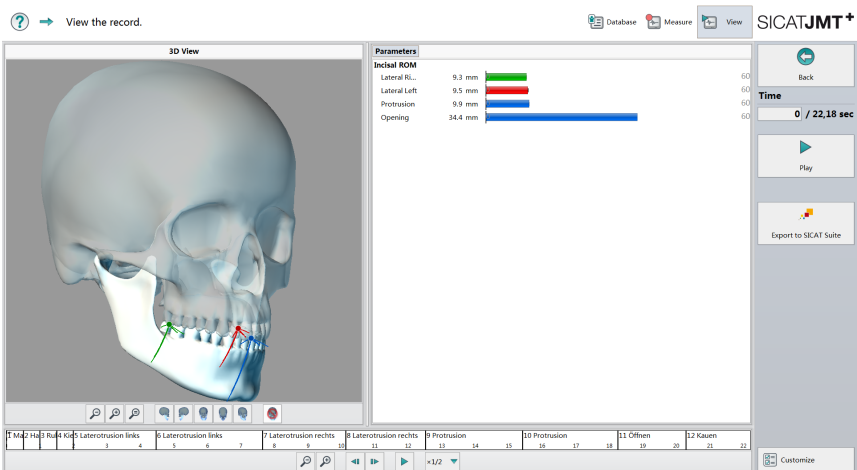 ? View the record.
Database
Measure
View
SICATJMT+
3D View
Parameters
Incisal ROM
Lateral Ri... 9.3 mm 60
Lateral Left 9.5 mm 60
Protrusion 9.9 mm 60
Opening 34.4 mm 60
Back
Time
0 / 22,18 sec
Play
Export to SICAT Suite
1 Ma 2 Ha 3 Ru 4 Kie 5 Laterotrusion links 6 Laterotrusion links 7 Laterotrusion rechts 8 Laterotrusion rechts 9 Protrusion 10 Protrusion 11 Öffnen 12 Kauen
1 2 3 4 5 6 7 8 9 10 11 12 13 14 15 16 17 18 19 20 21 22
×1/2
Customize